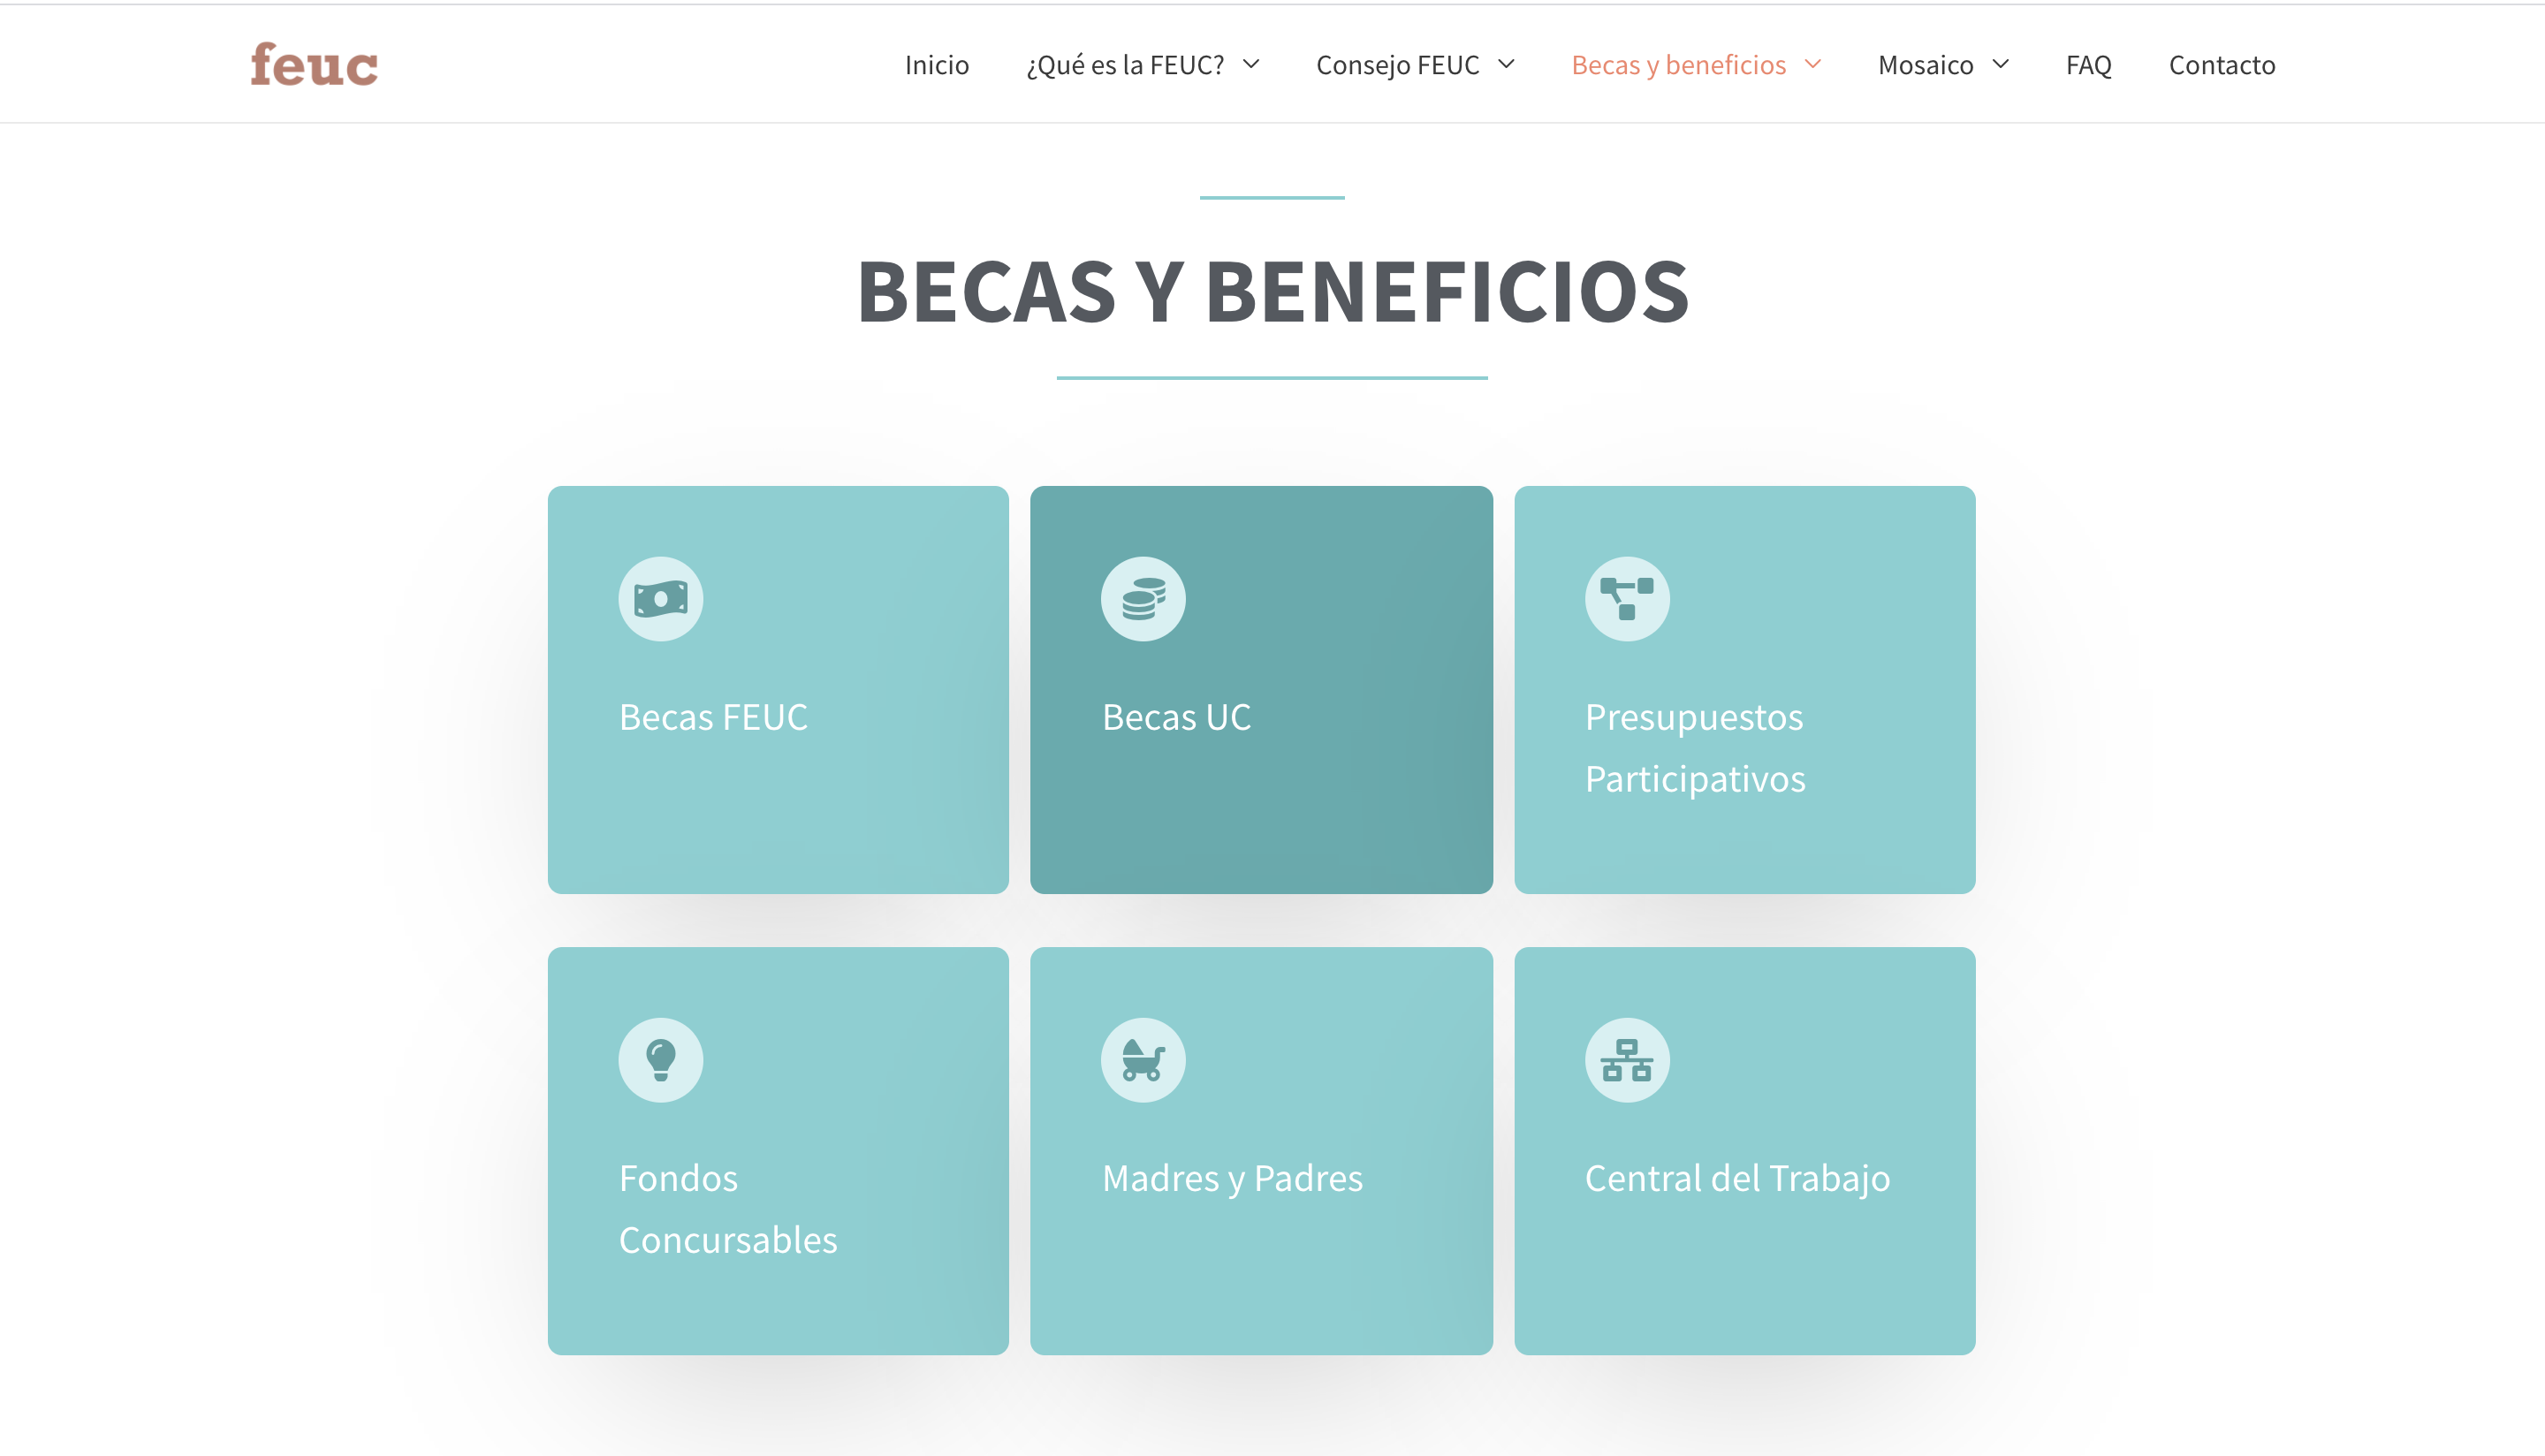 feuc
Inicio ¿Qué es la FEUC? Consejo FEUC Becas y beneficios Mosaico FAQ Contacto
BECAS Y BENEFICIOS
Becas FEUC
Becas UC
Presupuestos
Participativos
Fondos
Concursables
Madres y Padres
Central del Trabajo